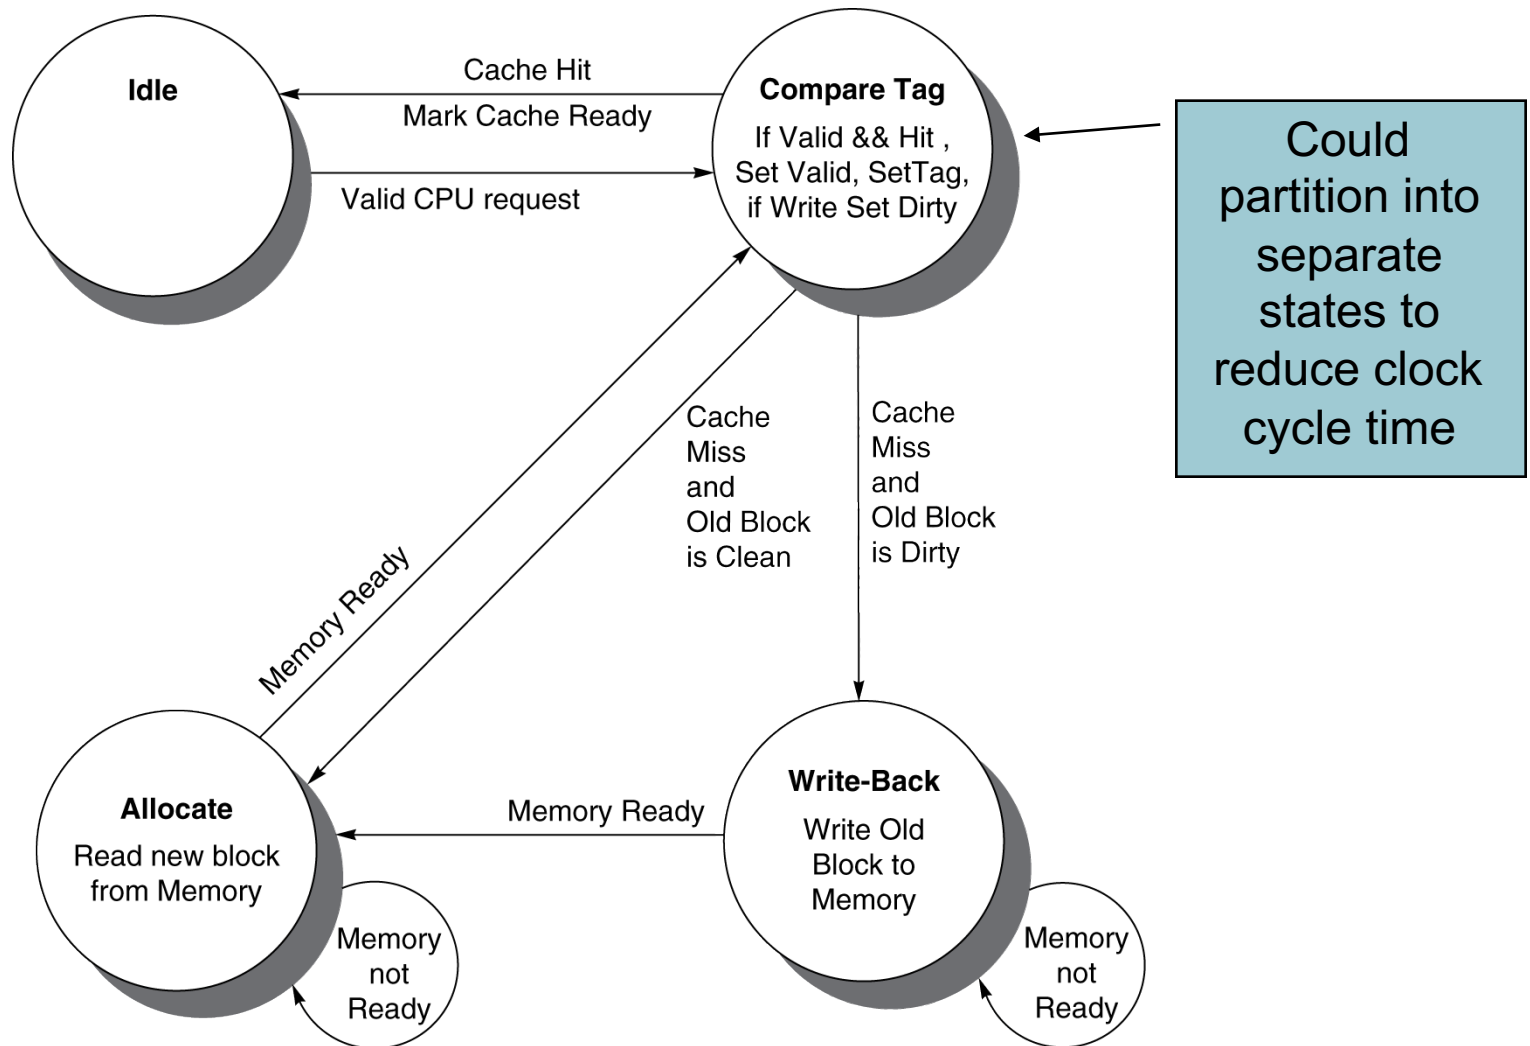 Idle
Cache Hit
Mark Cache Ready
Valid CPU request
Compare Tag
If Valid && Hit ,
Set Valid, SetTag,
if Write Set Dirty
Could
partition into
separate
states to
reduce clock
cycle time
Cache
Miss
and
Old Block
is Clean
Cache
Miss
and
Old Block
is Dirty
Memory Ready
Allocate
Read new block
from Memory
Memory
not
Ready
Memory Ready
Write-Back
Write Old
Block to
Memory
Memory
not
Ready